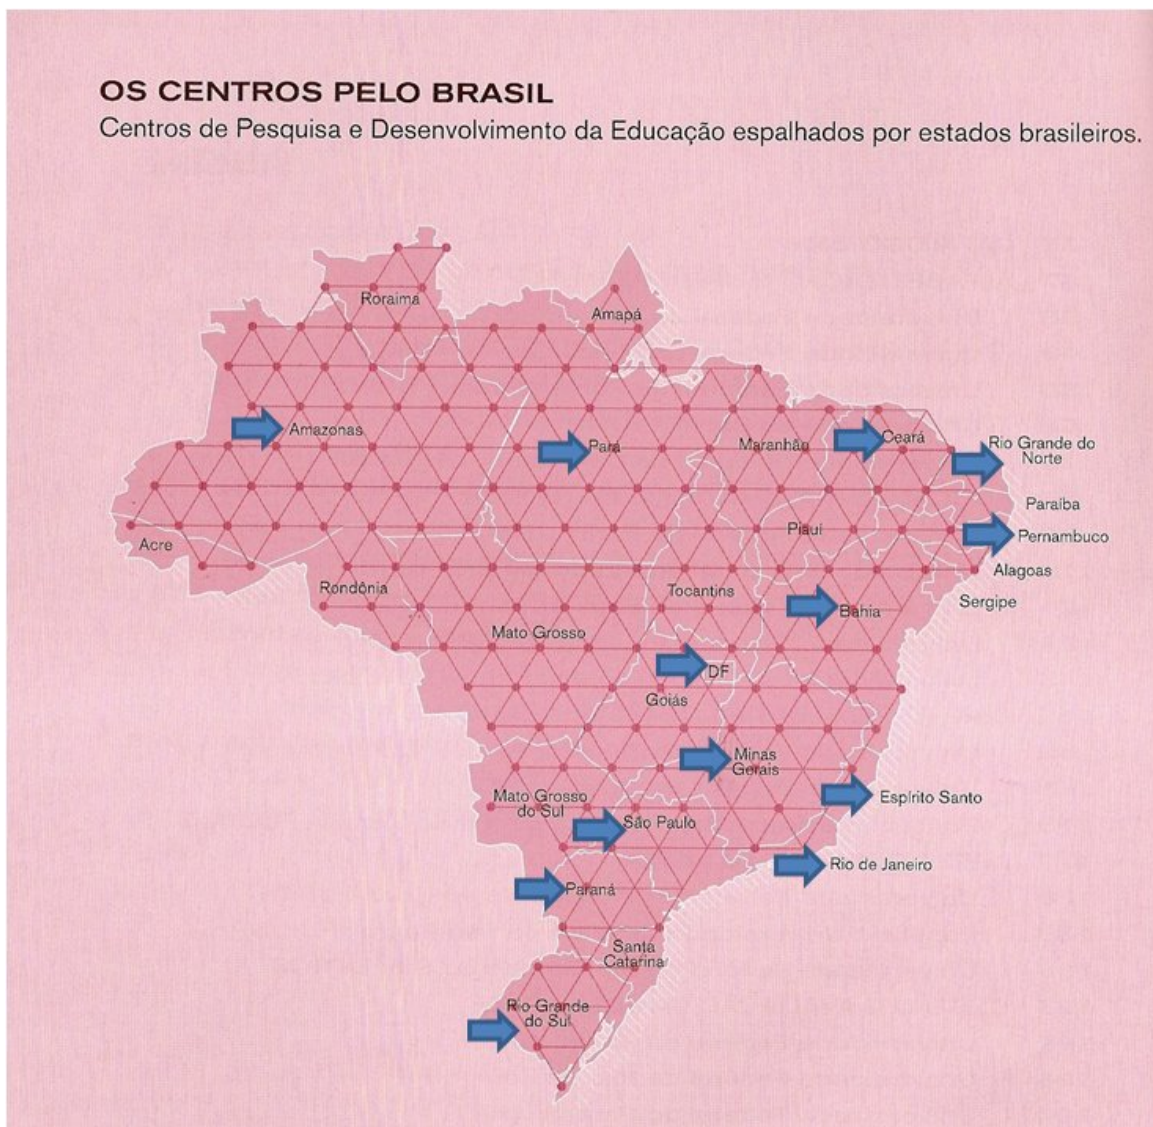 OS CENTROS PELO BRASIL
Centros de Pesquisa e Desenvolvimento da Educação espalhados por estados brasileiros.
Roraima
Amapá
Amazonas
Pará
Maranhão
Ceará
Rio Grande do
Norte
Paraíba
Piauí
Pernambuco
Acre
Alagoas
Rondônia
Tocantins
Sergipe
Bahia
Mato Grosso
DF
Goiás
Minas
Gerais
Mato Grosso
do Sul
Espírito Santo
São Paulo
Rio de Janeiro
Paraná
Santa
Catarina
Rio Grande
do Sul